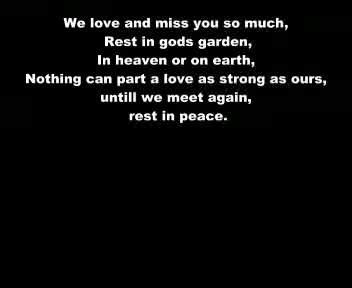 We love and miss you so much,
Rest in gods garden,
In heaven or on earth,
Nothing can part a love as strong as ours,
untill we meet again,
rest in peace.